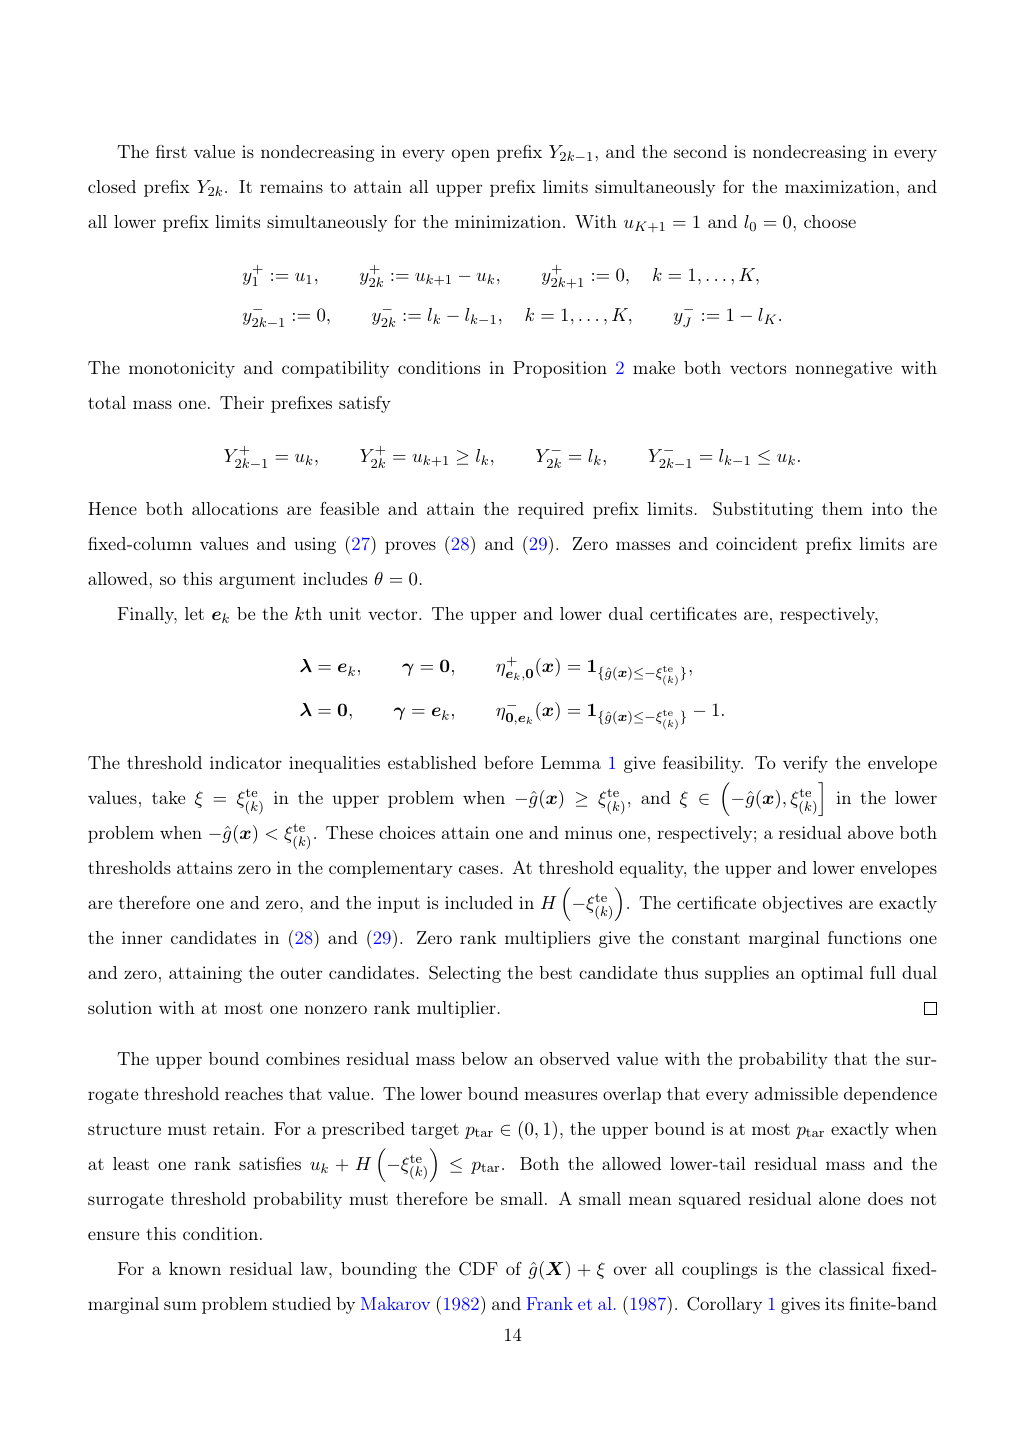 The first value is nondecreasing in every open prefix Y_{2k−1}, and the second is nondecreasing in every
closed prefix Y_{2k}. It remains to attain all upper prefix limits simultaneously for the maximization, and
all lower prefix limits simultaneously for the minimization. With u_{K+1} = 1 and l_0 = 0, choose
y_1^+ := u_1, y_{2k}^+ := u_{k+1} − u_k, y_{2k+1}^+ := 0, k = 1, . . . , K,
y_{2k−1}^− := 0, y_{2k}^− := l_k − l_{k−1}, k = 1, . . . , K, y_J^− := 1 − l_K.
The monotonicity and compatibility conditions in Proposition 2 make both vectors nonnegative with
total mass one. Their prefixes satisfy
Y_{2k−1}^+ = u_k, Y_{2k}^+ = u_{k+1} ≥ l_k, Y_{2k}^− = l_k, Y_{2k−1}^− = l_{k−1} ≤ u_k.
Hence both allocations are feasible and attain the required prefix limits. Substituting them into the
fixed-column values and using (27) proves (28) and (29). Zero masses and coincident prefix limits are
allowed, so this argument includes θ = 0.
Finally, let e_k be the kth unit vector. The upper and lower dual certificates are, respectively,
λ = e_k, γ = 0, η^+_{e_k,0}(x) = 1_{{ĝ(x)≤−ξ^{te}_{(k)}}},
λ = 0, γ = e_k, η^−_{0,e_k}(x) = 1_{{ĝ(x)≤−ξ^{te}_{(k)}}} − 1.
The threshold indicator inequalities established before Lemma 1 give feasibility. To verify the envelope
values, take ξ = ξ^{te}_{(k)} in the upper problem when −ĝ(x) ≥ ξ^{te}_{(k)}, and ξ ∈ (−ĝ(x), ξ^{te}_{(k)}] in the lower
problem when −ĝ(x) < ξ^{te}_{(k)}. These choices attain one and minus one, respectively; a residual above both
thresholds attains zero in the complementary cases. At threshold equality, the upper and lower envelopes
are therefore one and zero, and the input is included in H(−ξ^{te}_{(k)}). The certificate objectives are exactly
the inner candidates in (28) and (29). Zero rank multipliers give the constant marginal functions one
and zero, attaining the outer candidates. Selecting the best candidate thus supplies an optimal full dual
solution with at most one nonzero rank multiplier. □
The upper bound combines residual mass below an observed value with the probability that the sur-
rogate threshold reaches that value. The lower bound measures overlap that every admissible dependence
structure must retain. For a prescribed target p_{tar} ∈ (0, 1), the upper bound is at most p_{tar} exactly when
at least one rank satisfies u_k + H(−ξ^{te}_{(k)}) ≤ p_{tar}. Both the allowed lower-tail residual mass and the
surrogate threshold probability must therefore be small. A small mean squared residual alone does not
ensure this condition.
For a known residual law, bounding the CDF of ĝ(X) + ξ over all couplings is the classical fixed-
marginal sum problem studied by Makarov (1982) and Frank et al. (1987). Corollary 1 gives its finite-band
14